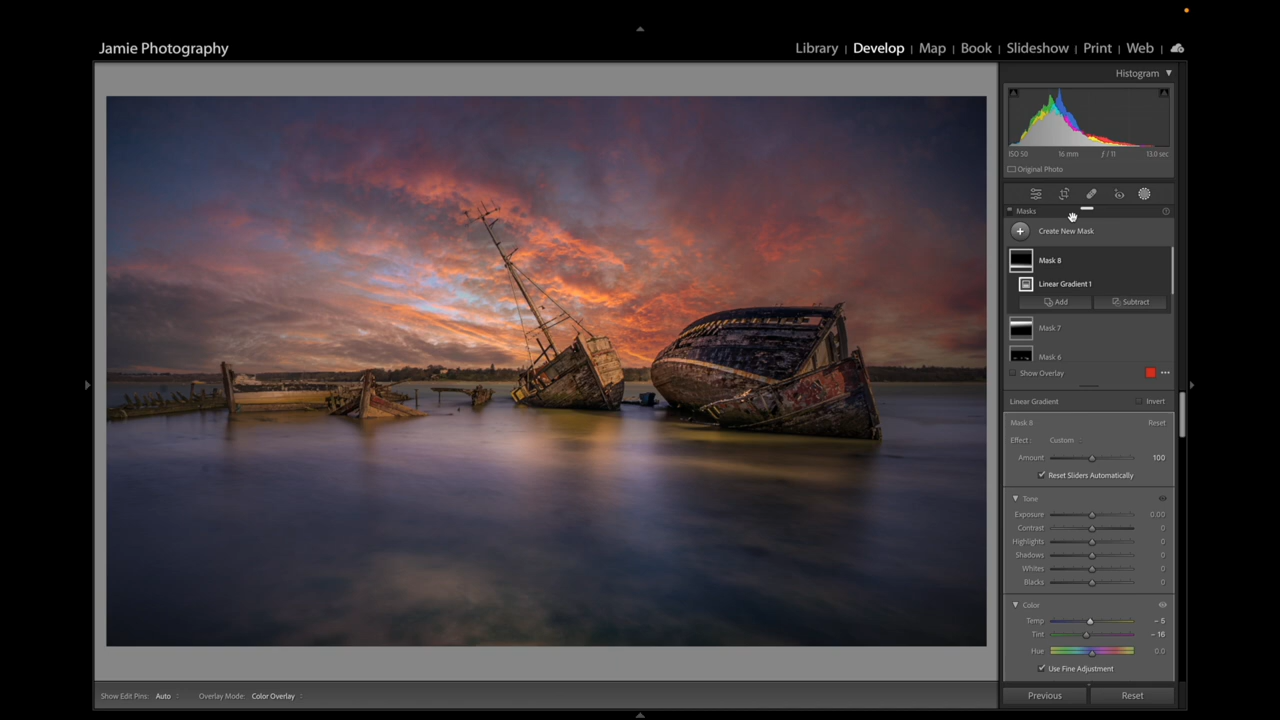 Jamie Photography
Library | Develop | Map | Book | Slideshow | Print | Web
Histogram
ISO 50 16 mm f / 11 13.0 sec
Original Photo
Masks
Create New Mask
Mask 8
Linear Gradient 1
Add Subtract
Mask 7
Mask 6
Show Overlay
Linear Gradient Invert
Mask 8 Reset
Effect : Custom
Amount 100
Reset Sliders Automatically
Tone
Exposure 0.00
Contrast 0
Highlights 0
Shadows 0
Whites 0
Blacks 0
Color
Temp – 5
Tint – 16
Hue 0.0
Use Fine Adjustment
Show Edit Pins: Auto Overlay Mode: Color Overlay
Previous Reset